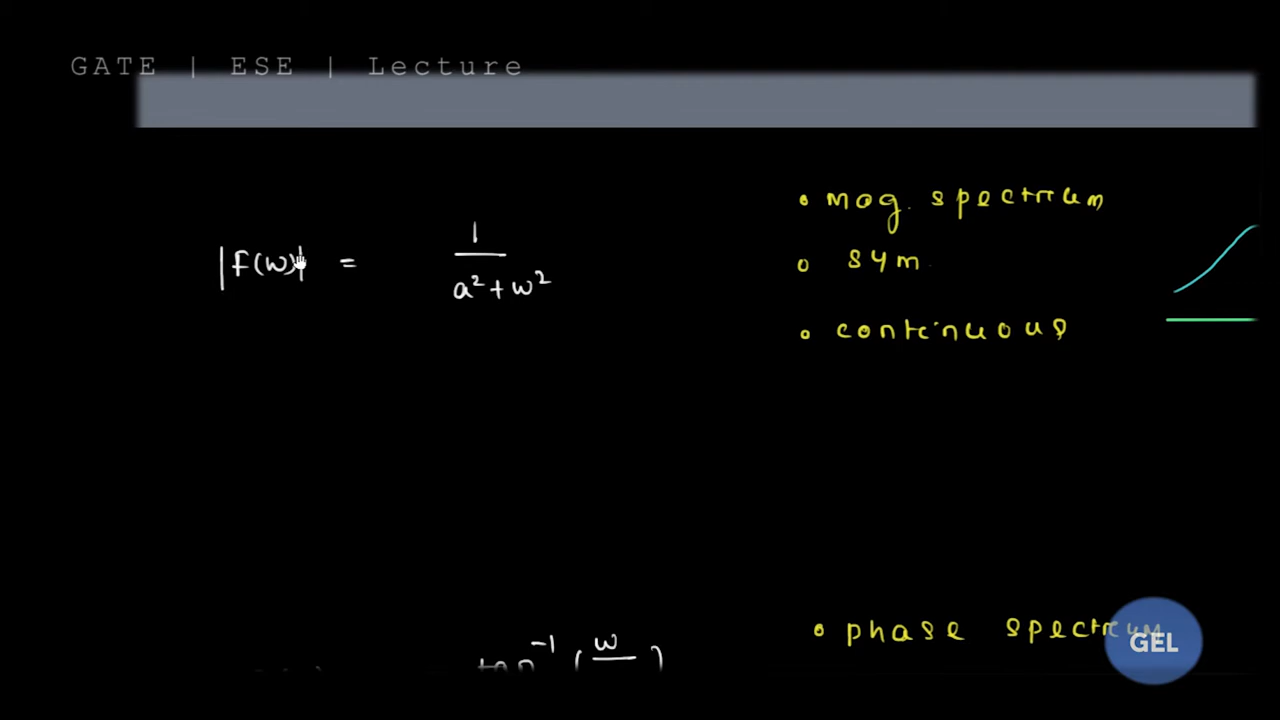 GATE | ESE | Lecture
• mag. spectrum
|F(ω)| = 1/(a²+ω²)
• sym
• continuous
• phase spectrum
tan⁻¹(ω/
GEL